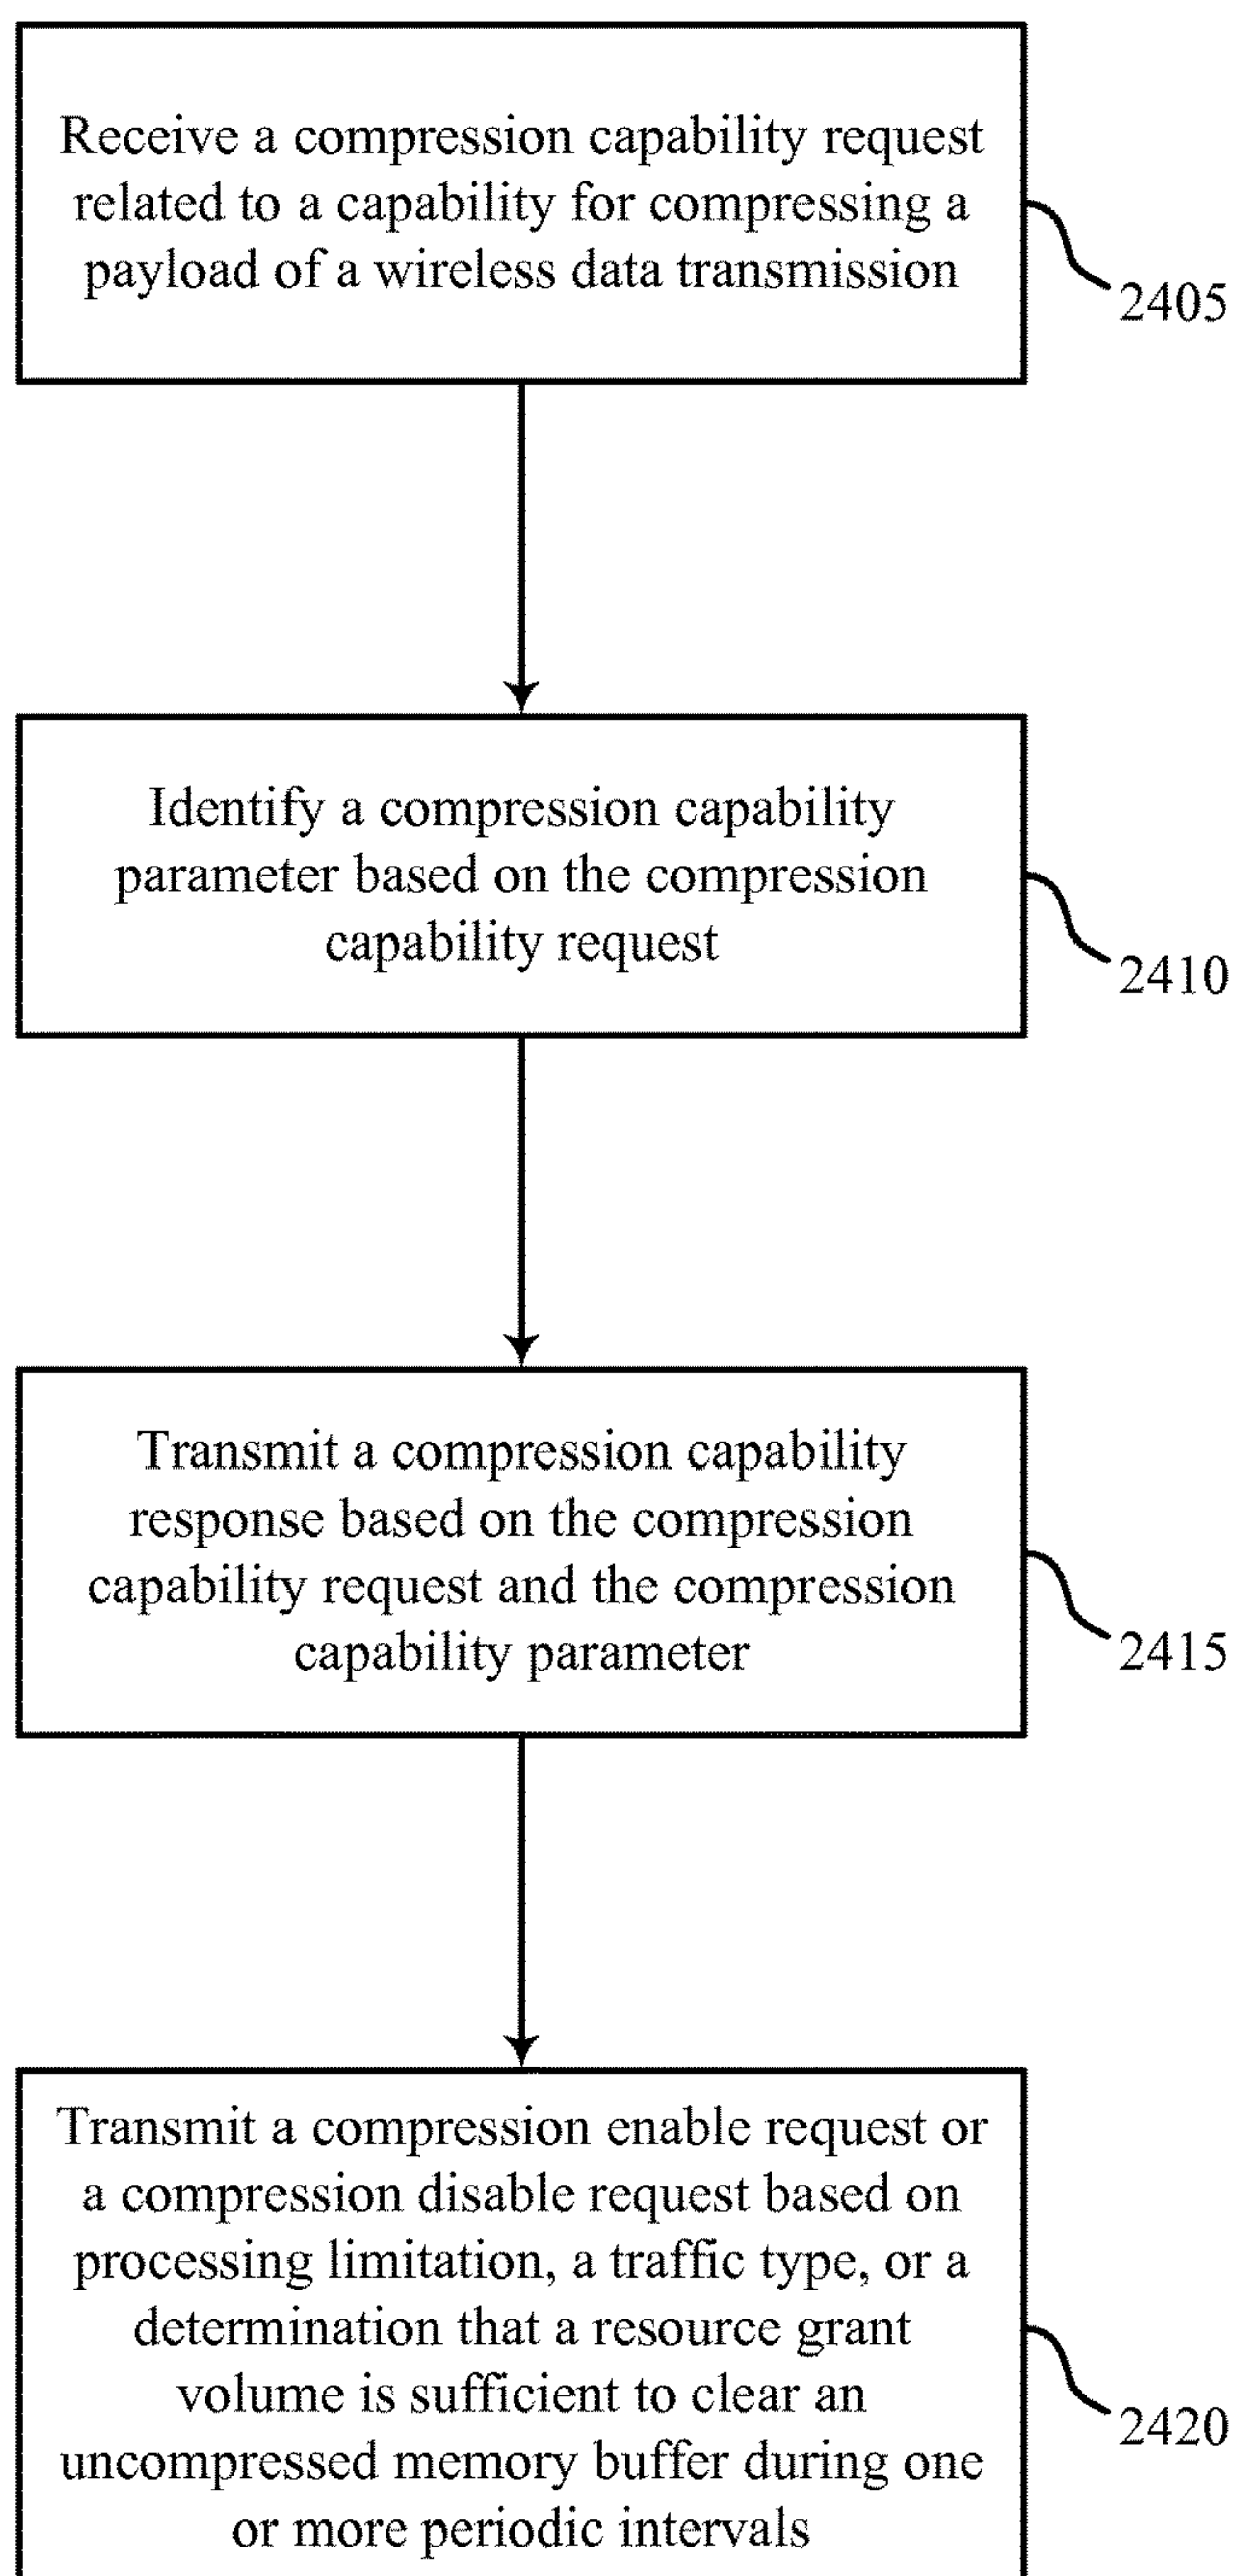 Receive a compression capability request
related to a capability for compressing a
payload of a wireless data transmission
2405
Identify a compression capability
parameter based on the compression
capability request
2410
Transmit a compression capability
response based on the compression
capability request and the compression
capability parameter
2415
Transmit a compression enable request or
a compression disable request based on
processing limitation, a traffic type, or a
determination that a resource grant
volume is sufficient to clear an
uncompressed memory buffer during one
or more periodic intervals
2420